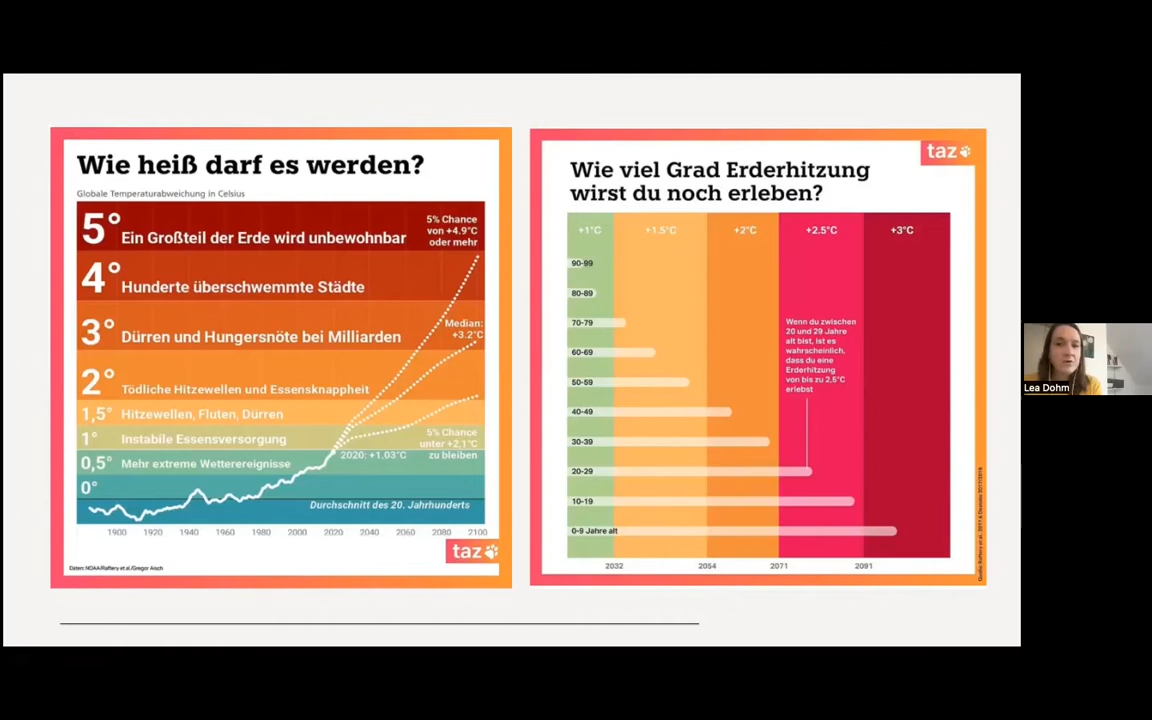 Wie heiß darf es werden?
Globale Temperaturabweichung in Celsius
5° Ein Großteil der Erde wird unbewohnbar
5% Chance
von +4.9°C
oder mehr
4° Hunderte überschwemmte Städte
3° Dürren und Hungersnöte bei Milliarden
Median:
+3.2°C
2° Tödliche Hitzewellen und Essensknappheit
1,5° Hitzewellen, Fluten, Dürren
1° Instabile Essensversorgung
5% Chance
unter +2,1°C
zu bleiben
0,5° Mehr extreme Wetterereignisse
2020: +1.03°C
0°
Durchschnitt des 20. Jahrhunderts
1900 1920 1940 1960 1980 2000 2020 2040 2060 2080 2100
taz
Daten: NOAA/Raftery et al./Gregor Aisch
taz
Wie viel Grad Erderhitzung
wirst du noch erleben?
+1°C +1.5°C +2°C +2.5°C +3°C
90-99
80-89
70-79
60-69
50-59
40-49
30-39
20-29
10-19
0-9 Jahre alt
Wenn du zwischen
20 und 29 Jahre
alt bist, ist es
wahrscheinlich,
dass du eine
Erderhitzung
von bis zu 2,5°C
erlebst
2032 2054 2071 2091
Lea Dohm